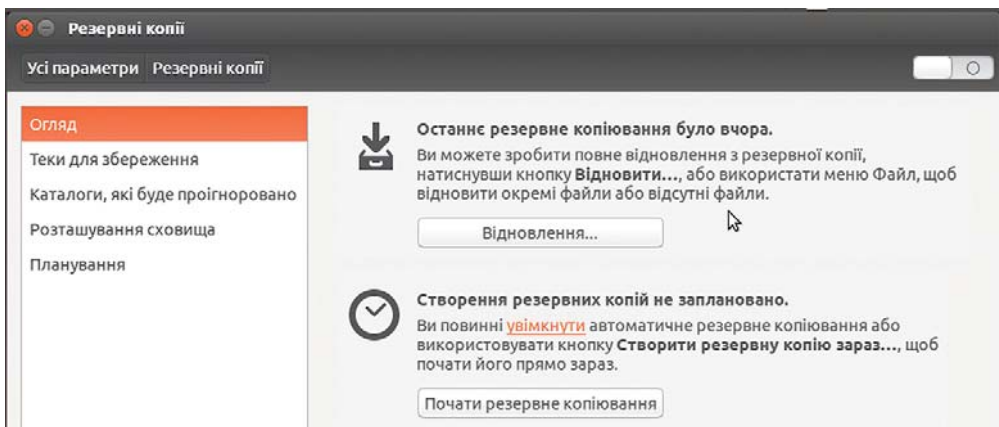 Резервні копії
Усі параметри Резервні копії
Огляд
Теки для збереження
Каталоги, які буде проігноровано
Розташування сховища
Планування
Останнє резервне копіювання було вчора.
Ви можете зробити повне відновлення з резервної копії,
натиснувши кнопку Відновити..., або використати меню Файл, щоб
відновити окремі файли або відсутні файли.
Відновлення...
Створення резервних копій не заплановано.
Ви повинні увімкнути автоматичне резервне копіювання або
використовувати кнопку Створити резервну копію зараз..., щоб
почати його прямо зараз.
Почати резервне копіювання